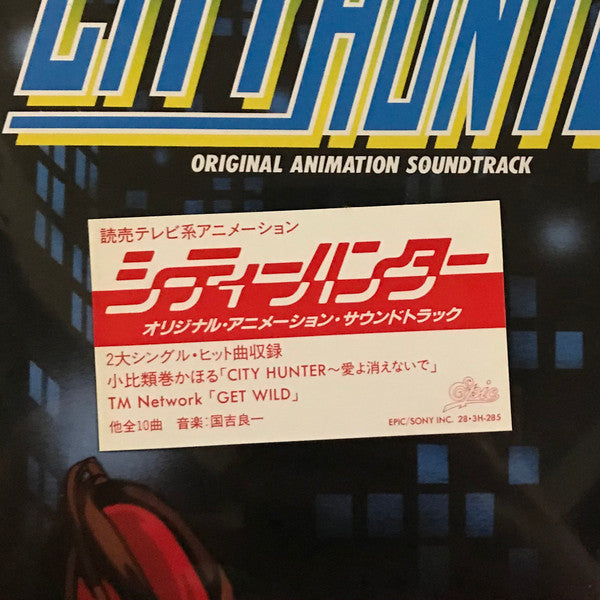 CITY HUNTE
ORIGINAL ANIMATION SOUNDTRACK
読売テレビ系アニメーション
シティーハンター
オリジナル・アニメーション・サウンドトラック
2大シングル・ヒット曲収録
小比類巻かほる「CITY HUNTER〜愛よ消えないで」
TM Network「GET WILD」
他全10曲 音楽:国吉良一
Epic
EPIC/SONY INC. 28・3H-285